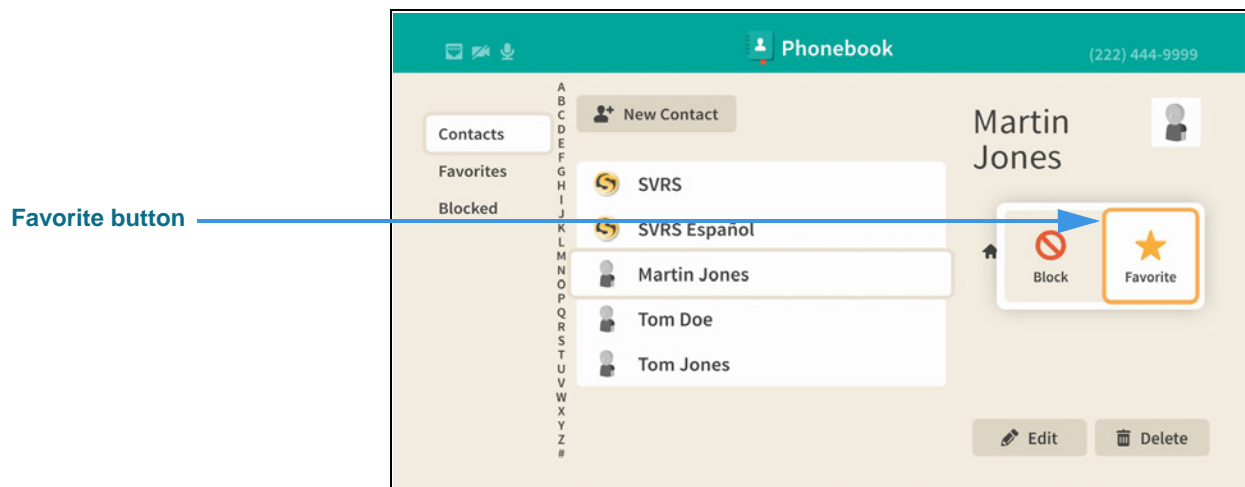 Phonebook
(222) 444-9999
A
B
C
D
E
F
G
H
I
J
K
L
M
N
O
P
Q
R
S
T
U
V
W
X
Y
Z
#
Contacts
Favorites
Blocked
New Contact
SVRS
SVRS Español
Martin Jones
Tom Doe
Tom Jones
Martin
Jones
Block
Favorite
Edit
Delete
Favorite button